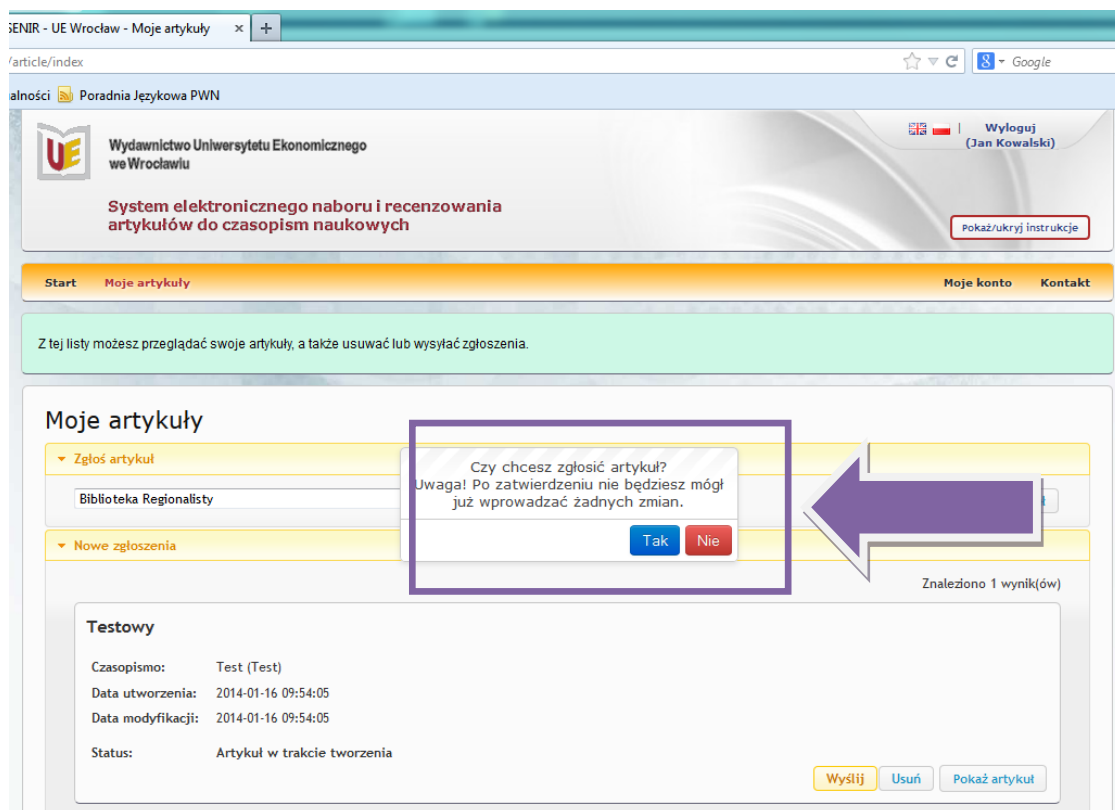 SENIR - UE Wrocław - Moje artykuły × +
/article/index
Google
alności Poradnia Językowa PWN
UE
Wydawnictwo Uniwersytetu Ekonomicznego
we Wrocławiu
| Wyloguj
(Jan Kowalski)
System elektronicznego naboru i recenzowania
artykułów do czasopism naukowych
Pokaż/ukryj instrukcje
Start Moje artykuły Moje konto Kontakt
Z tej listy możesz przeglądać swoje artykuły, a także usuwać lub wysyłać zgłoszenia.
Moje artykuły
Zgłoś artykuł
Biblioteka Regionalisty
Czy chcesz zgłosić artykuł?
Uwaga! Po zatwierdzeniu nie będziesz mógł
już wprowadzać żadnych zmian.
Tak Nie
Nowe zgłoszenia
Znaleziono 1 wynik(ów)
Testowy
Czasopismo: Test (Test)
Data utworzenia: 2014-01-16 09:54:05
Data modyfikacji: 2014-01-16 09:54:05
Status: Artykuł w trakcie tworzenia
Wyślij Usuń Pokaż artykuł